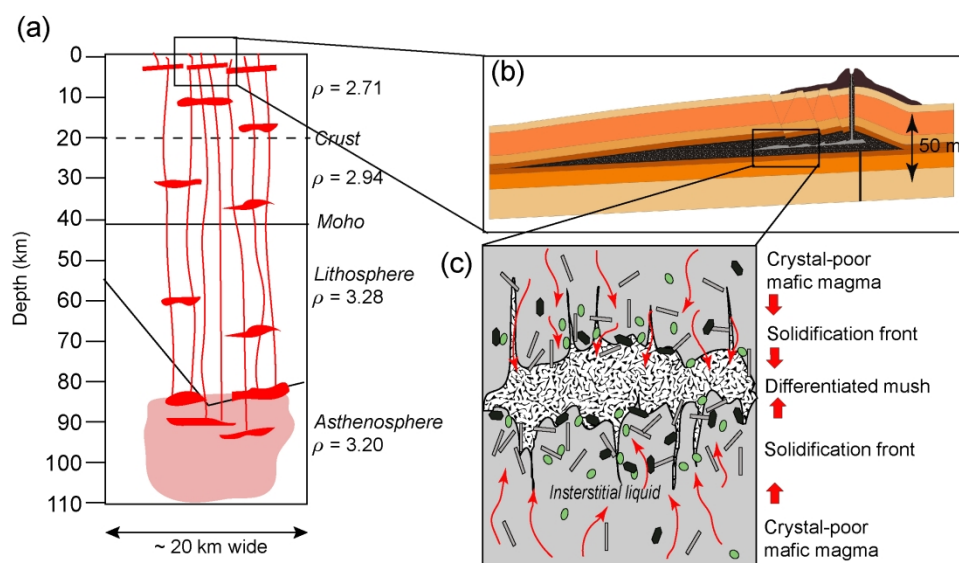 (a)
0
10
20
30
40
50
60
70
80
90
100
110
Depth (km)
ρ = 2.71
Crust
ρ = 2.94
Moho
Lithosphere
ρ = 3.28
Asthenosphere
ρ = 3.20
~ 20 km wide
(b)
50 m
(c)
Insterstitial liquid
Crystal-poor
mafic magma
Solidification front
Differentiated mush
Solidification front
Crystal-poor
mafic magma